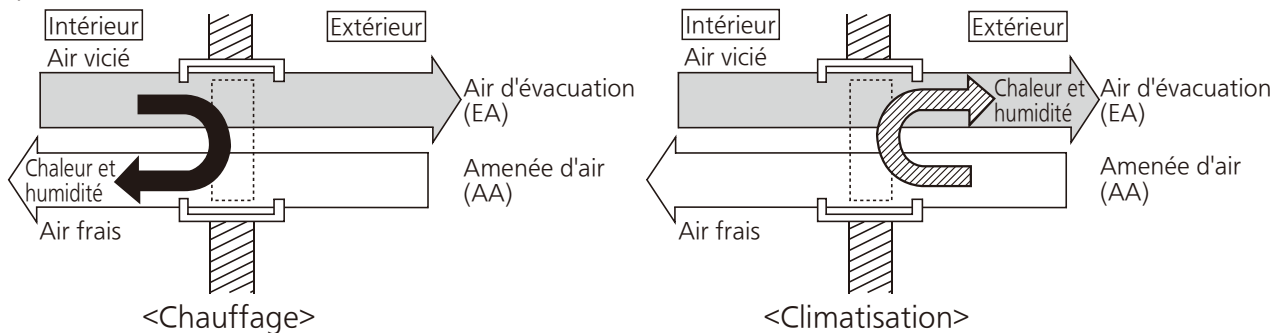 Intérieur
Extérieur
Air vicié
Air d'évacuation
(EA)
Chaleur et
humidité
Amenée d'air
(AA)
Air frais
<Chauffage>
Intérieur
Extérieur
Air vicié
Chaleur et
humidité
Air d'évacuation
(EA)
Amenée d'air
(AA)
Air frais
<Climatisation>